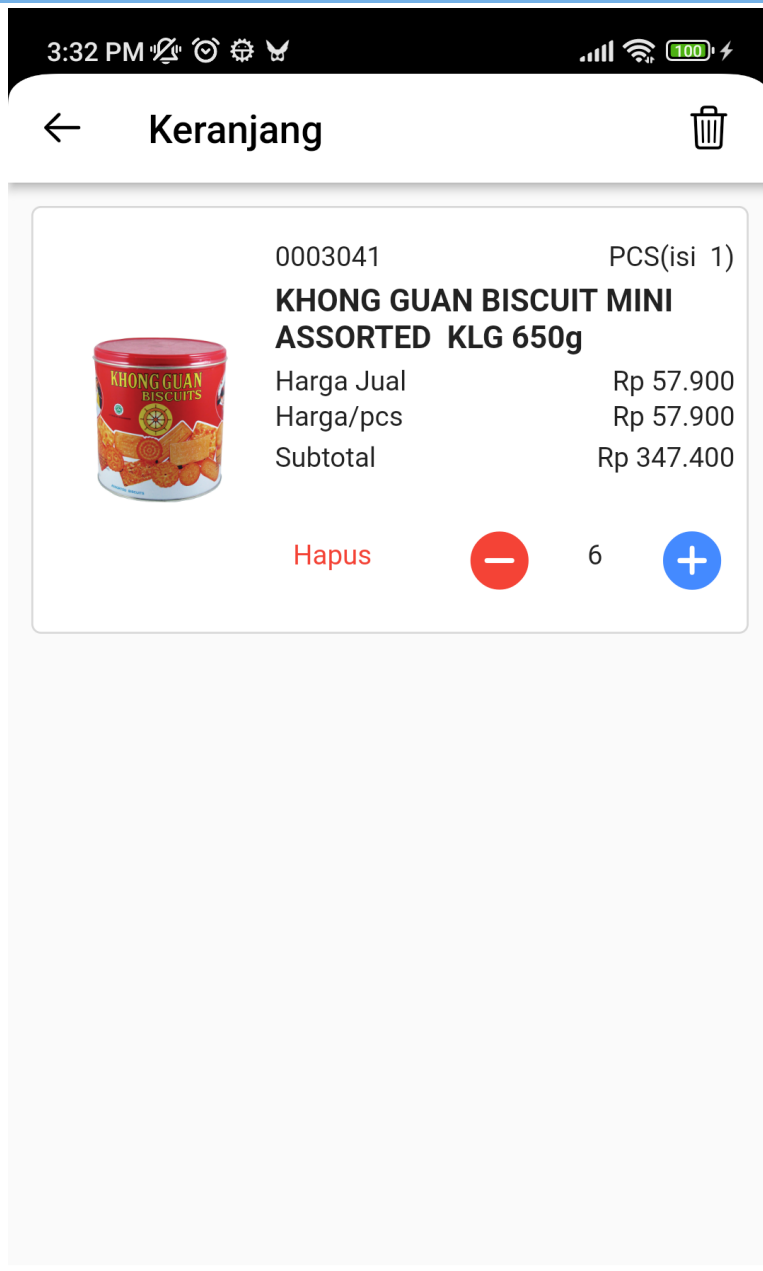 3:32 PM
100
Keranjang
0003041
PCS(isi 1)
KHONG GUAN BISCUIT MINI
ASSORTED KLG 650g
Harga Jual
Rp 57.900
Harga/pcs
Rp 57.900
Subtotal
Rp 347.400
KHONG GUAN
BISCUITS
Hapus
6